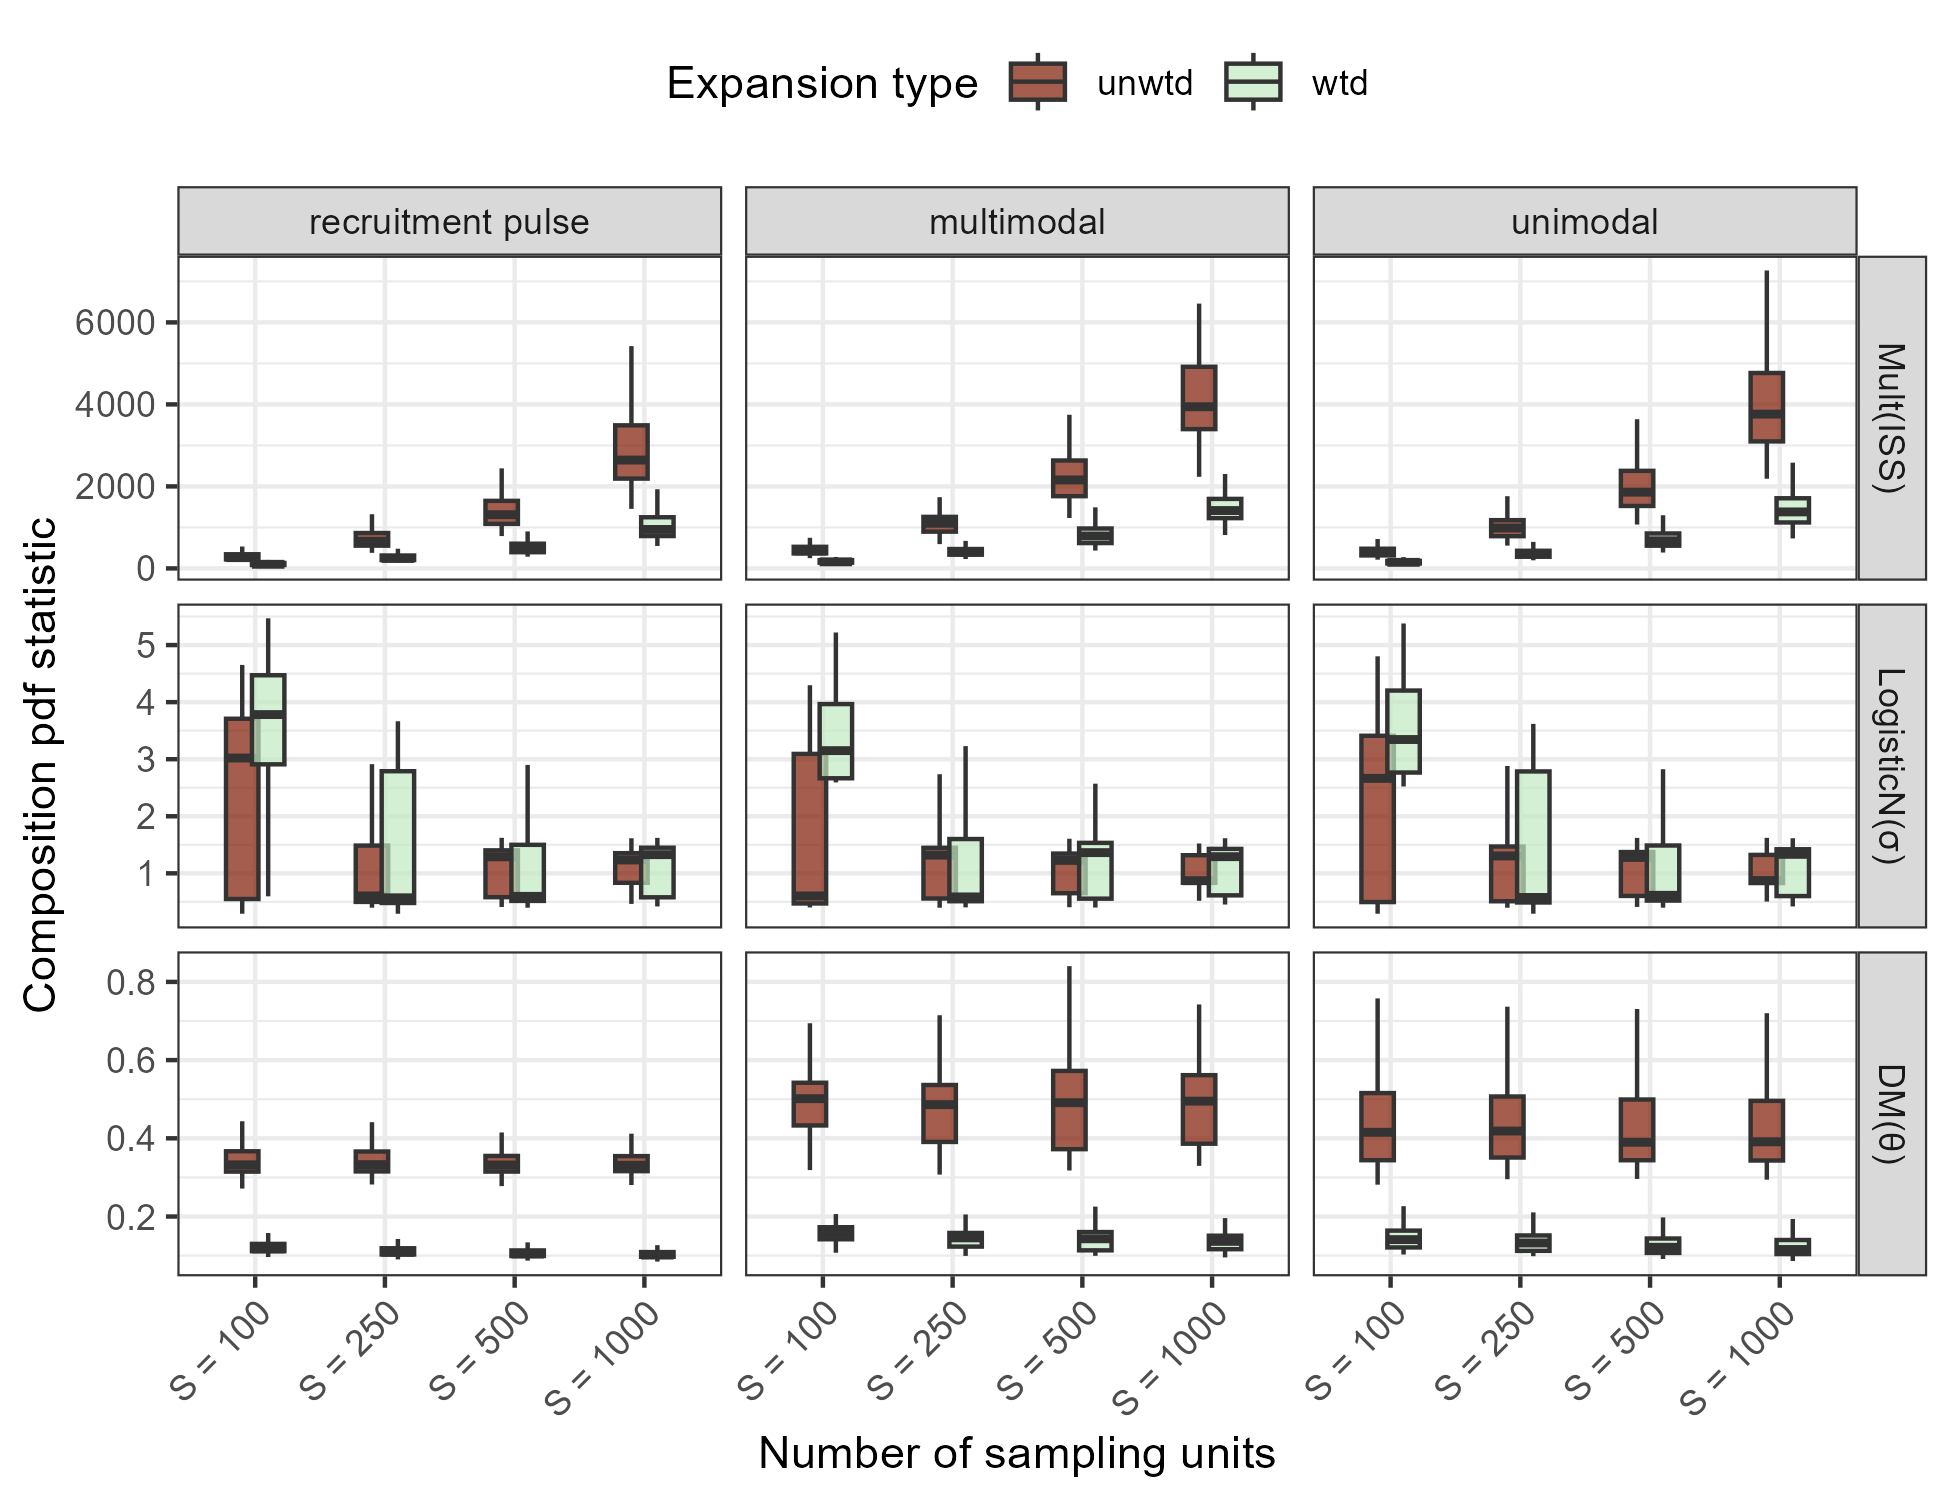 Expansion type unwtd wtd
recruitment pulse multimodal unimodal
6000
4000
2000
0
Mult(ISS)
5
4
3
2
1
LogisticN(σ)
0.8
0.6
0.4
0.2
DM(θ)
Composition pdf statistic
S = 100 S = 250 S = 500 S = 1000 S = 100 S = 250 S = 500 S = 1000 S = 100 S = 250 S = 500 S = 1000
Number of sampling units